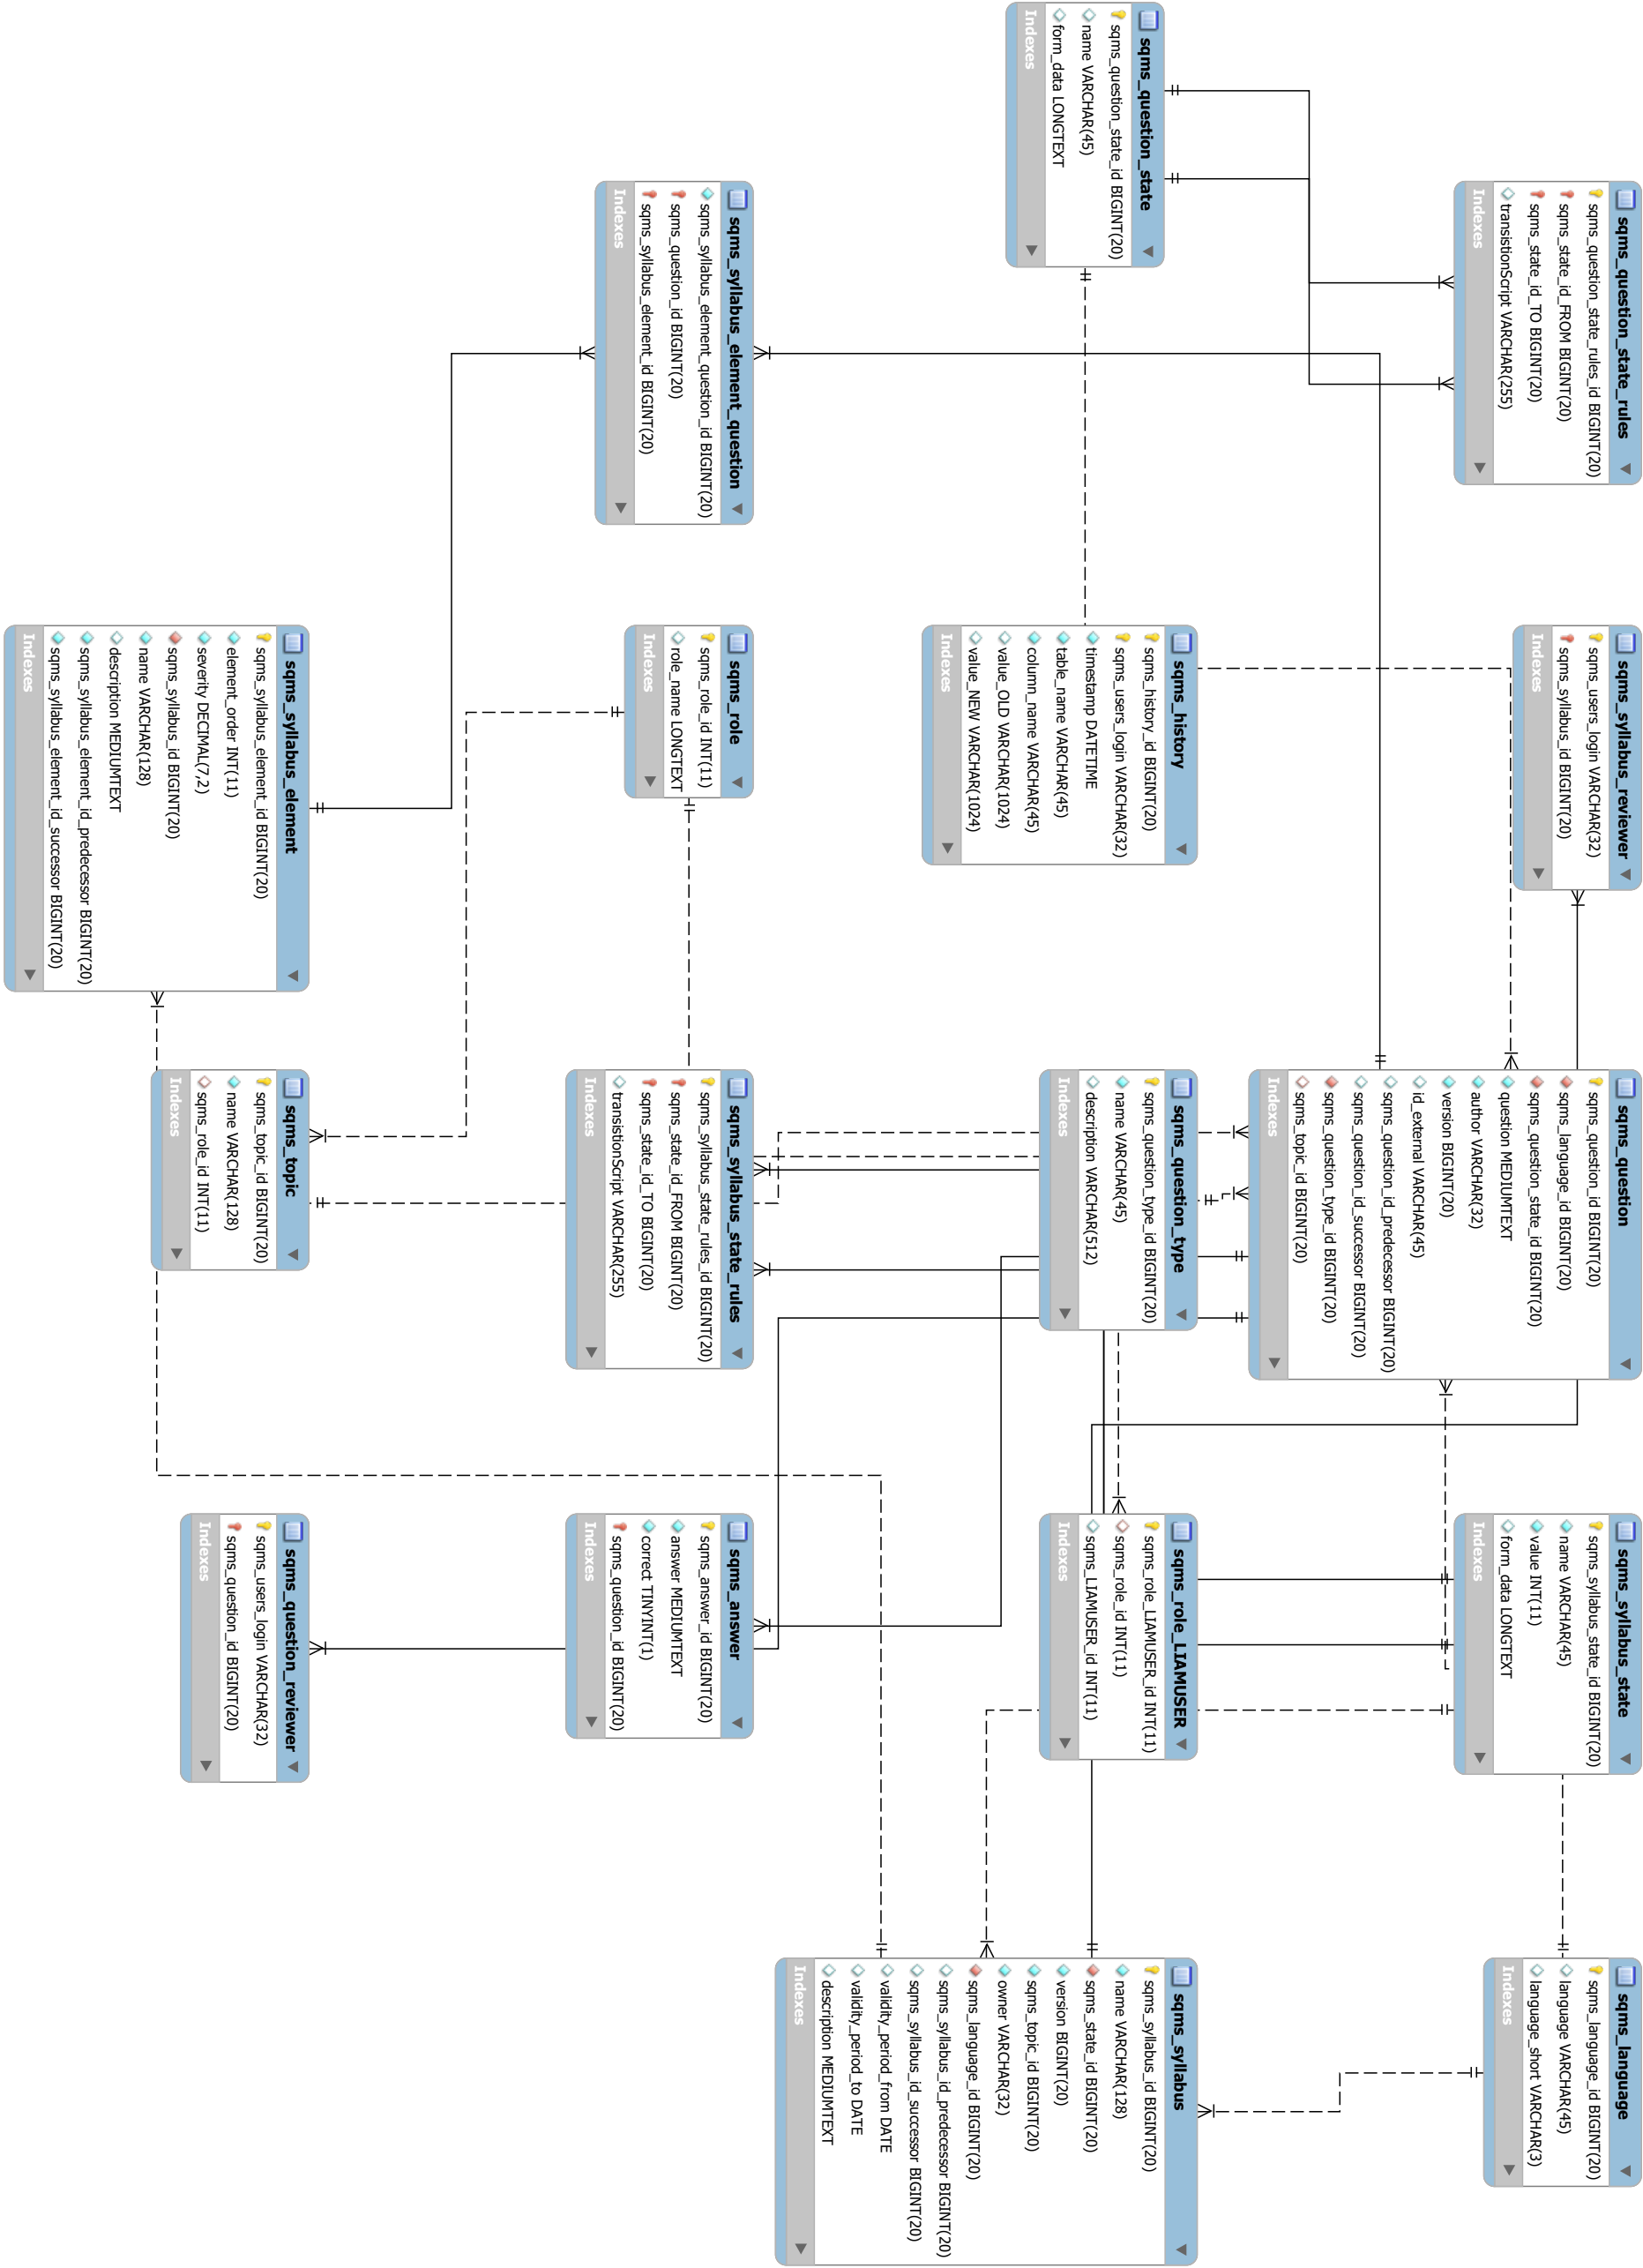 sqms_question_state_rules
sqms_question_state_rules_id BIGINT(20)
sqms_state_id_FROM BIGINT(20)
sqms_state_id_TO BIGINT(20)
transistionScript VARCHAR(255)
Indexes
sqms_question_state
sqms_question_state_id BIGINT(20)
name VARCHAR(45)
form_data LONGTEXT
Indexes
sqms_syllabus_element_question
sqms_syllabus_element_question_id BIGINT(20)
sqms_question_id BIGINT(20)
sqms_syllabus_element_id BIGINT(20)
Indexes
sqms_syllabus_reviewer
sqms_users_login VARCHAR(32)
sqms_syllabus_id BIGINT(20)
Indexes
sqms_history
sqms_history_id BIGINT(20)
sqms_users_login VARCHAR(32)
timestamp DATETIME
table_name VARCHAR(45)
column_name VARCHAR(45)
value_OLD VARCHAR(1024)
value_NEW VARCHAR(1024)
Indexes
sqms_role
sqms_role_id INT(11)
role_name LONGTEXT
Indexes
sqms_syllabus_element
sqms_syllabus_element_id BIGINT(20)
element_order INT(11)
severity DECIMAL(7,2)
sqms_syllabus_id BIGINT(20)
name VARCHAR(128)
description MEDIUMTEXT
sqms_syllabus_element_id_predecessor BIGINT(20)
sqms_syllabus_element_id_successor BIGINT(20)
Indexes
sqms_question
sqms_question_id BIGINT(20)
sqms_language_id BIGINT(20)
sqms_question_state_id BIGINT(20)
question MEDIUMTEXT
author VARCHAR(32)
version BIGINT(20)
id_external VARCHAR(45)
sqms_question_id_predecessor BIGINT(20)
sqms_question_id_successor BIGINT(20)
sqms_question_type_id BIGINT(20)
sqms_topic_id BIGINT(20)
Indexes
sqms_question_type
sqms_question_type_id BIGINT(20)
name VARCHAR(45)
description VARCHAR(512)
Indexes
sqms_syllabus_state_rules
sqms_syllabus_state_rules_id BIGINT(20)
sqms_state_id_FROM BIGINT(20)
sqms_state_id_TO BIGINT(20)
transistionScript VARCHAR(255)
Indexes
sqms_topic
sqms_topic_id BIGINT(20)
name VARCHAR(128)
sqms_role_id INT(11)
Indexes
sqms_syllabus_state
sqms_syllabus_state_id BIGINT(20)
name VARCHAR(45)
value INT(11)
form_data LONGTEXT
Indexes
sqms_role_LIAMUSER
sqms_role_LIAMUSER_id INT(11)
sqms_role_id INT(11)
sqms_LIAMUSER_id INT(11)
Indexes
sqms_answer
sqms_answer_id BIGINT(20)
answer MEDIUMTEXT
correct TINYINT(1)
sqms_question_id BIGINT(20)
Indexes
sqms_question_reviewer
sqms_users_login VARCHAR(32)
sqms_question_id BIGINT(20)
Indexes
sqms_language
sqms_language_id BIGINT(20)
language VARCHAR(45)
language_short VARCHAR(3)
Indexes
sqms_syllabus
sqms_syllabus_id BIGINT(20)
name VARCHAR(128)
sqms_state_id BIGINT(20)
version BIGINT(20)
sqms_topic_id BIGINT(20)
owner VARCHAR(32)
sqms_language_id BIGINT(20)
sqms_syllabus_id_predecessor BIGINT(20)
sqms_syllabus_id_successor BIGINT(20)
validity_period_from DATE
validity_period_to DATE
description MEDIUMTEXT
Indexes